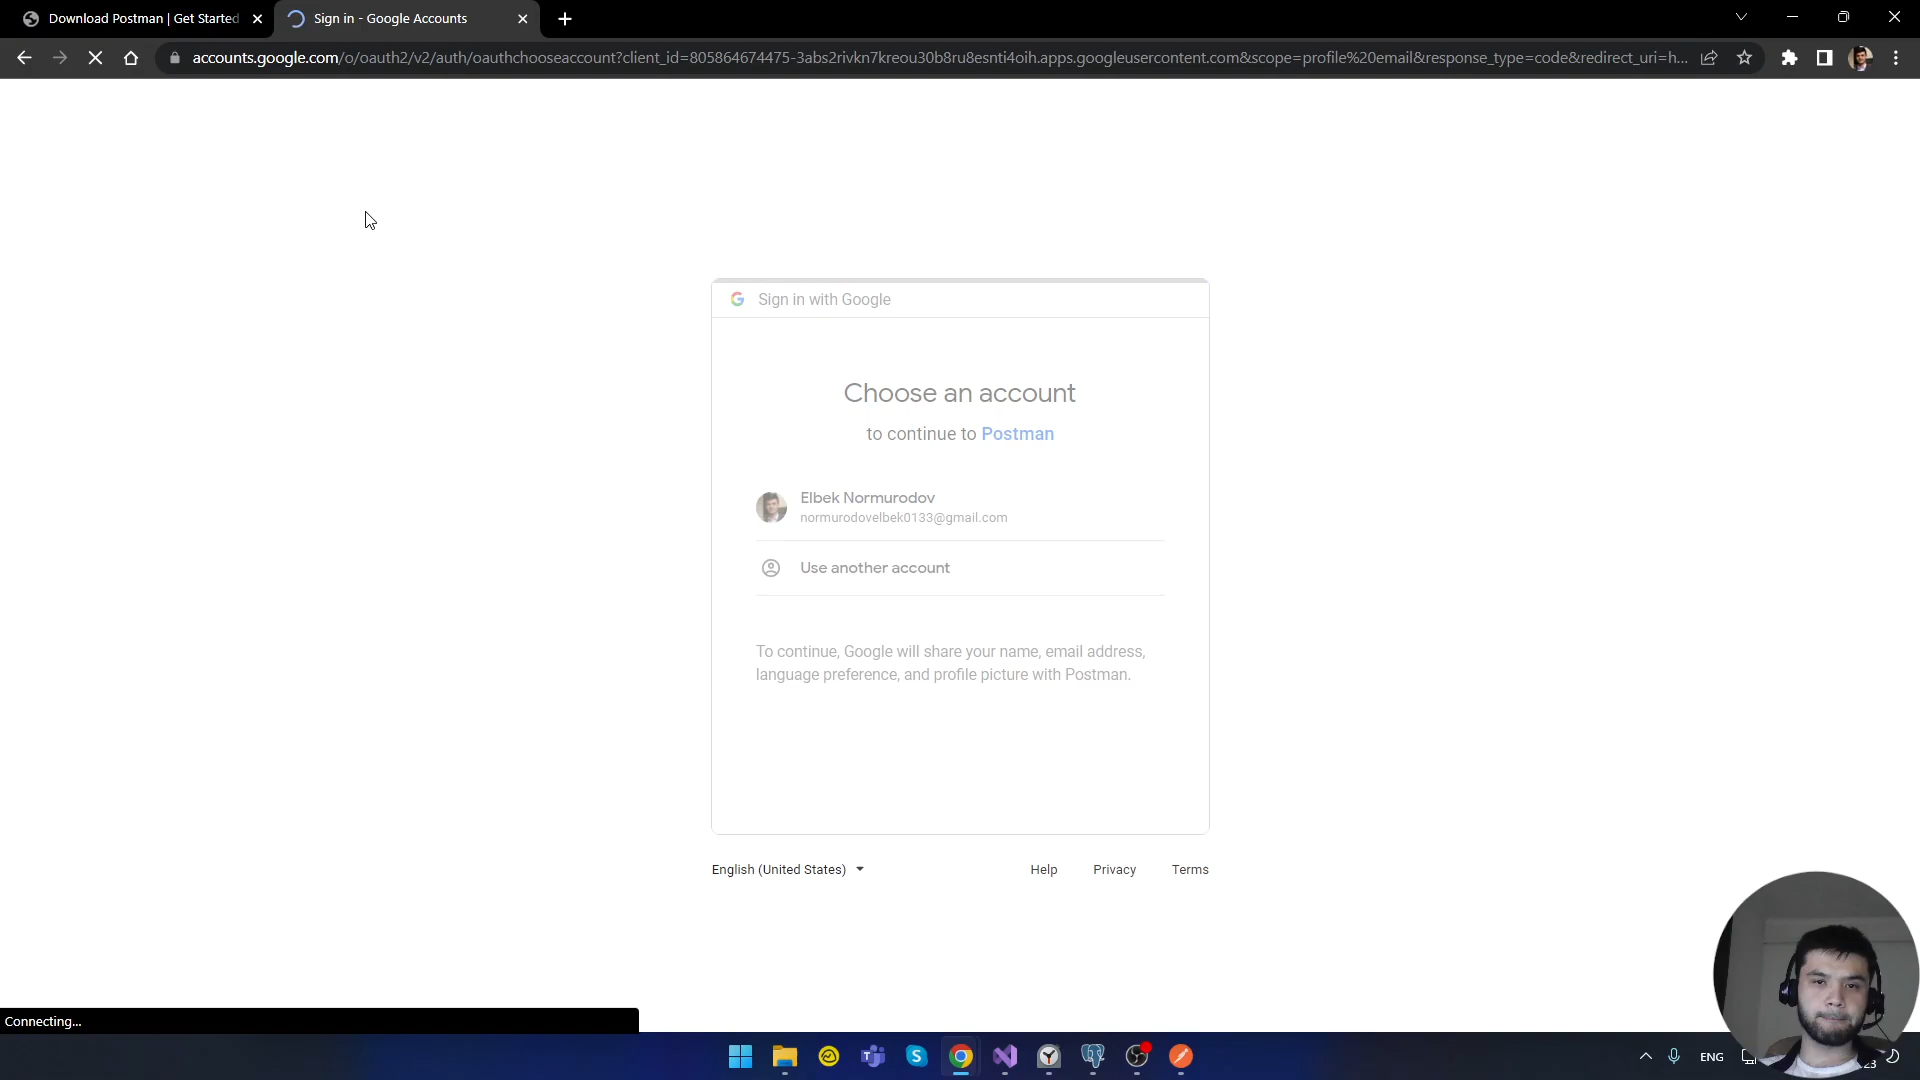 Download Postman | Get Started
Sign in - Google Accounts
accounts.google.com/o/oauth2/v2/auth/oauthchooseaccount?client_id=805864674475-3abs2rivkn7kreou30b8ru8esnti4oih.apps.googleusercontent.com&scope=profile%20email&response_type=code&redirect_uri=h...
Sign in with Google
Choose an account
to continue to Postman
Elbek Normurodov
normurodovelbek0133@gmail.com
Use another account
To continue, Google will share your name, email address,
language preference, and profile picture with Postman.
English (United States)
Help
Privacy
Terms
Connecting...
ENG
23